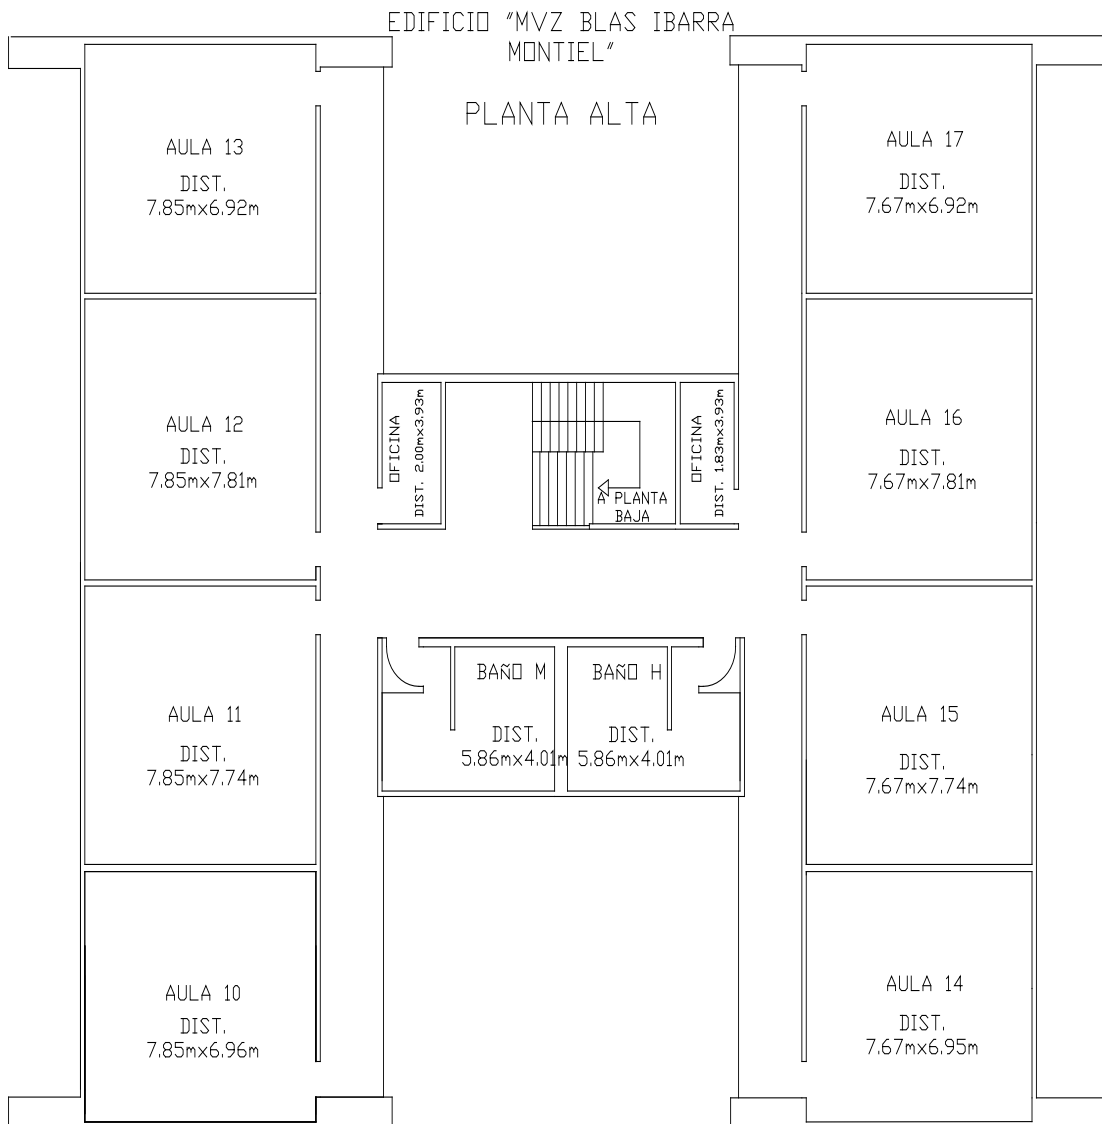 EDIFICIO "MVZ BLAS IBARRA
MONTIEL"
PLANTA ALTA
AULA 13
DIST.
7.85mx6.92m
AULA 17
DIST.
7.67mx6.92m
AULA 12
DIST.
7.85mx7.81m
OFICINA
DIST. 2.00mx3.93m
A PLANTA
BAJA
OFICINA
DIST. 1.83mx3.93m
AULA 16
DIST.
7.67mx7.81m
AULA 11
DIST.
7.85mx7.74m
BAÑO M
DIST.
5.86mx4.01m
BAÑO H
DIST.
5.86mx4.01m
AULA 15
DIST.
7.67mx7.74m
AULA 10
DIST.
7.85mx6.96m
AULA 14
DIST.
7.67mx6.95m